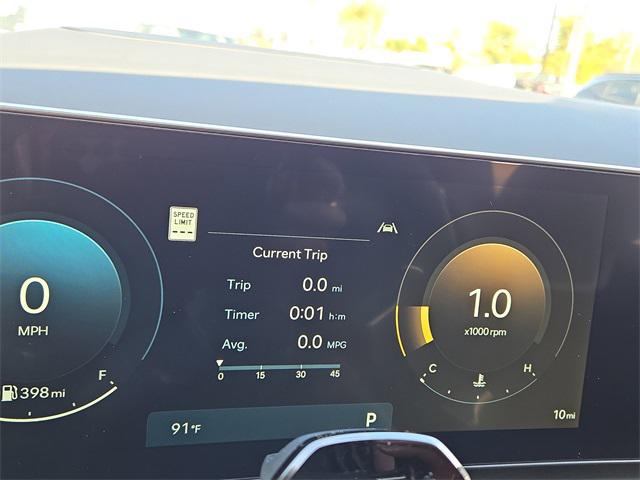 SPEED
LIMIT
---
Current Trip
Trip 0.0 mi
Timer 0:01 h:m
Avg. 0.0 MPG
0 15 30 45
0
MPH
398 mi
F
1.0
x1000 rpm
C H
91°F
P
10 mi